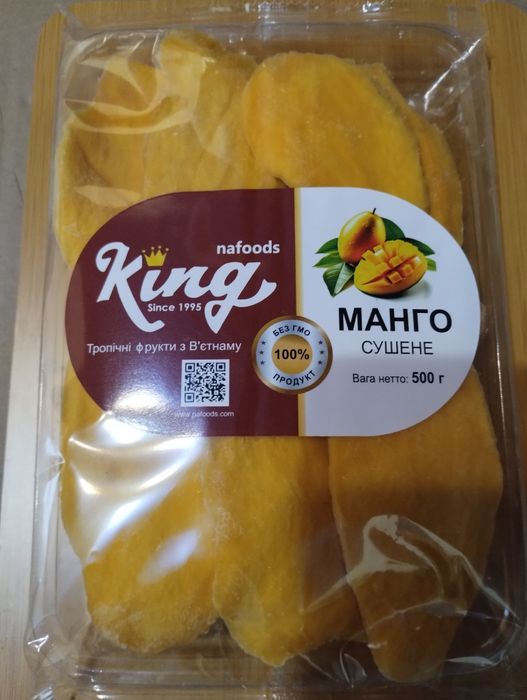 nafoods
King
Since 1995
Тропічні фрукти з В'єтнаму
www.nafoods.com
БЕЗ ГМО
100%
ПРОДУКТ
МАНГО
СУШЕНЕ
Вага нетто: 500 г